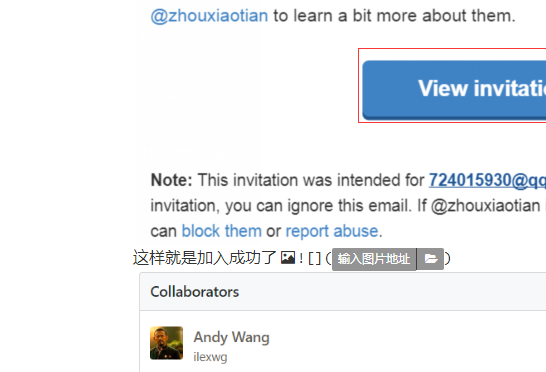 @zhouxiaotian to learn a bit more about them.
View invitati
Note: This invitation was intended for 724015930@qq
invitation, you can ignore this email. If @zhouxiaotian
can block them or report abuse.
这样就是加入成功了![](输入图片地址)
Collaborators
Andy Wang
ilexwg